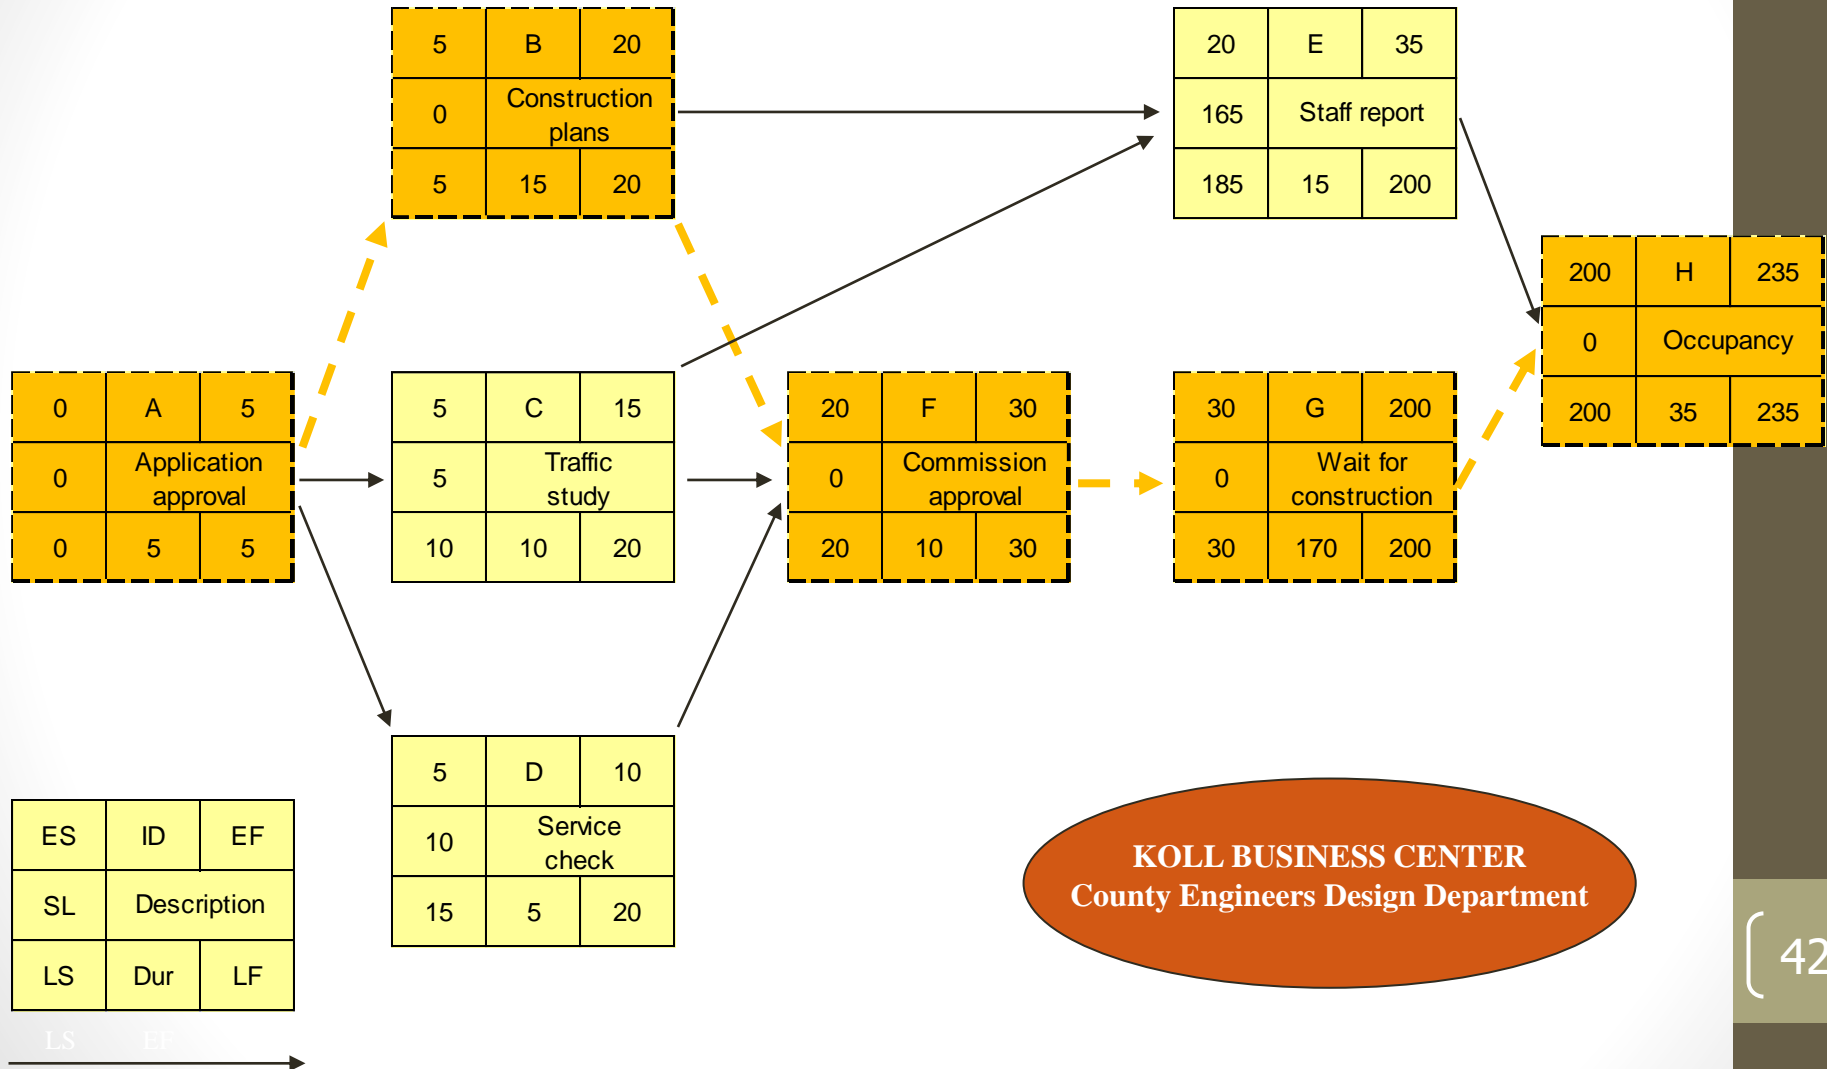 5 B 20
0 Construction
plans
5 15 20
20 E 35
165 Staff report
185 15 200
200 H 235
0 Occupancy
200 35 235
0 A 5
0 Application
approval
0 5 5
5 C 15
5 Traffic
study
10 10 20
20 F 30
0 Commission
approval
20 10 30
30 G 200
0 Wait for
construction
30 170 200
5 D 10
10 Service
check
15 5 20
ES ID EF
SL Description
LS Dur LF
LS EF
KOLL BUSINESS CENTER
County Engineers Design Department
42